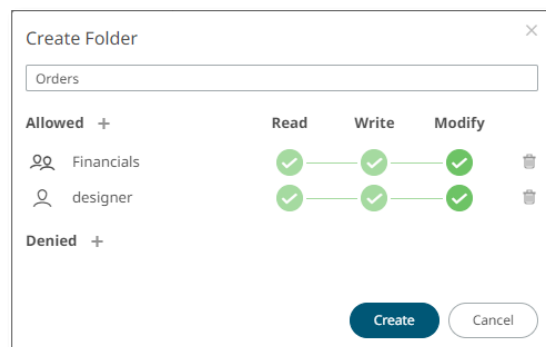 Create Folder
Orders
Allowed + Read Write Modify
Financials
designer
Denied +
Create Cancel